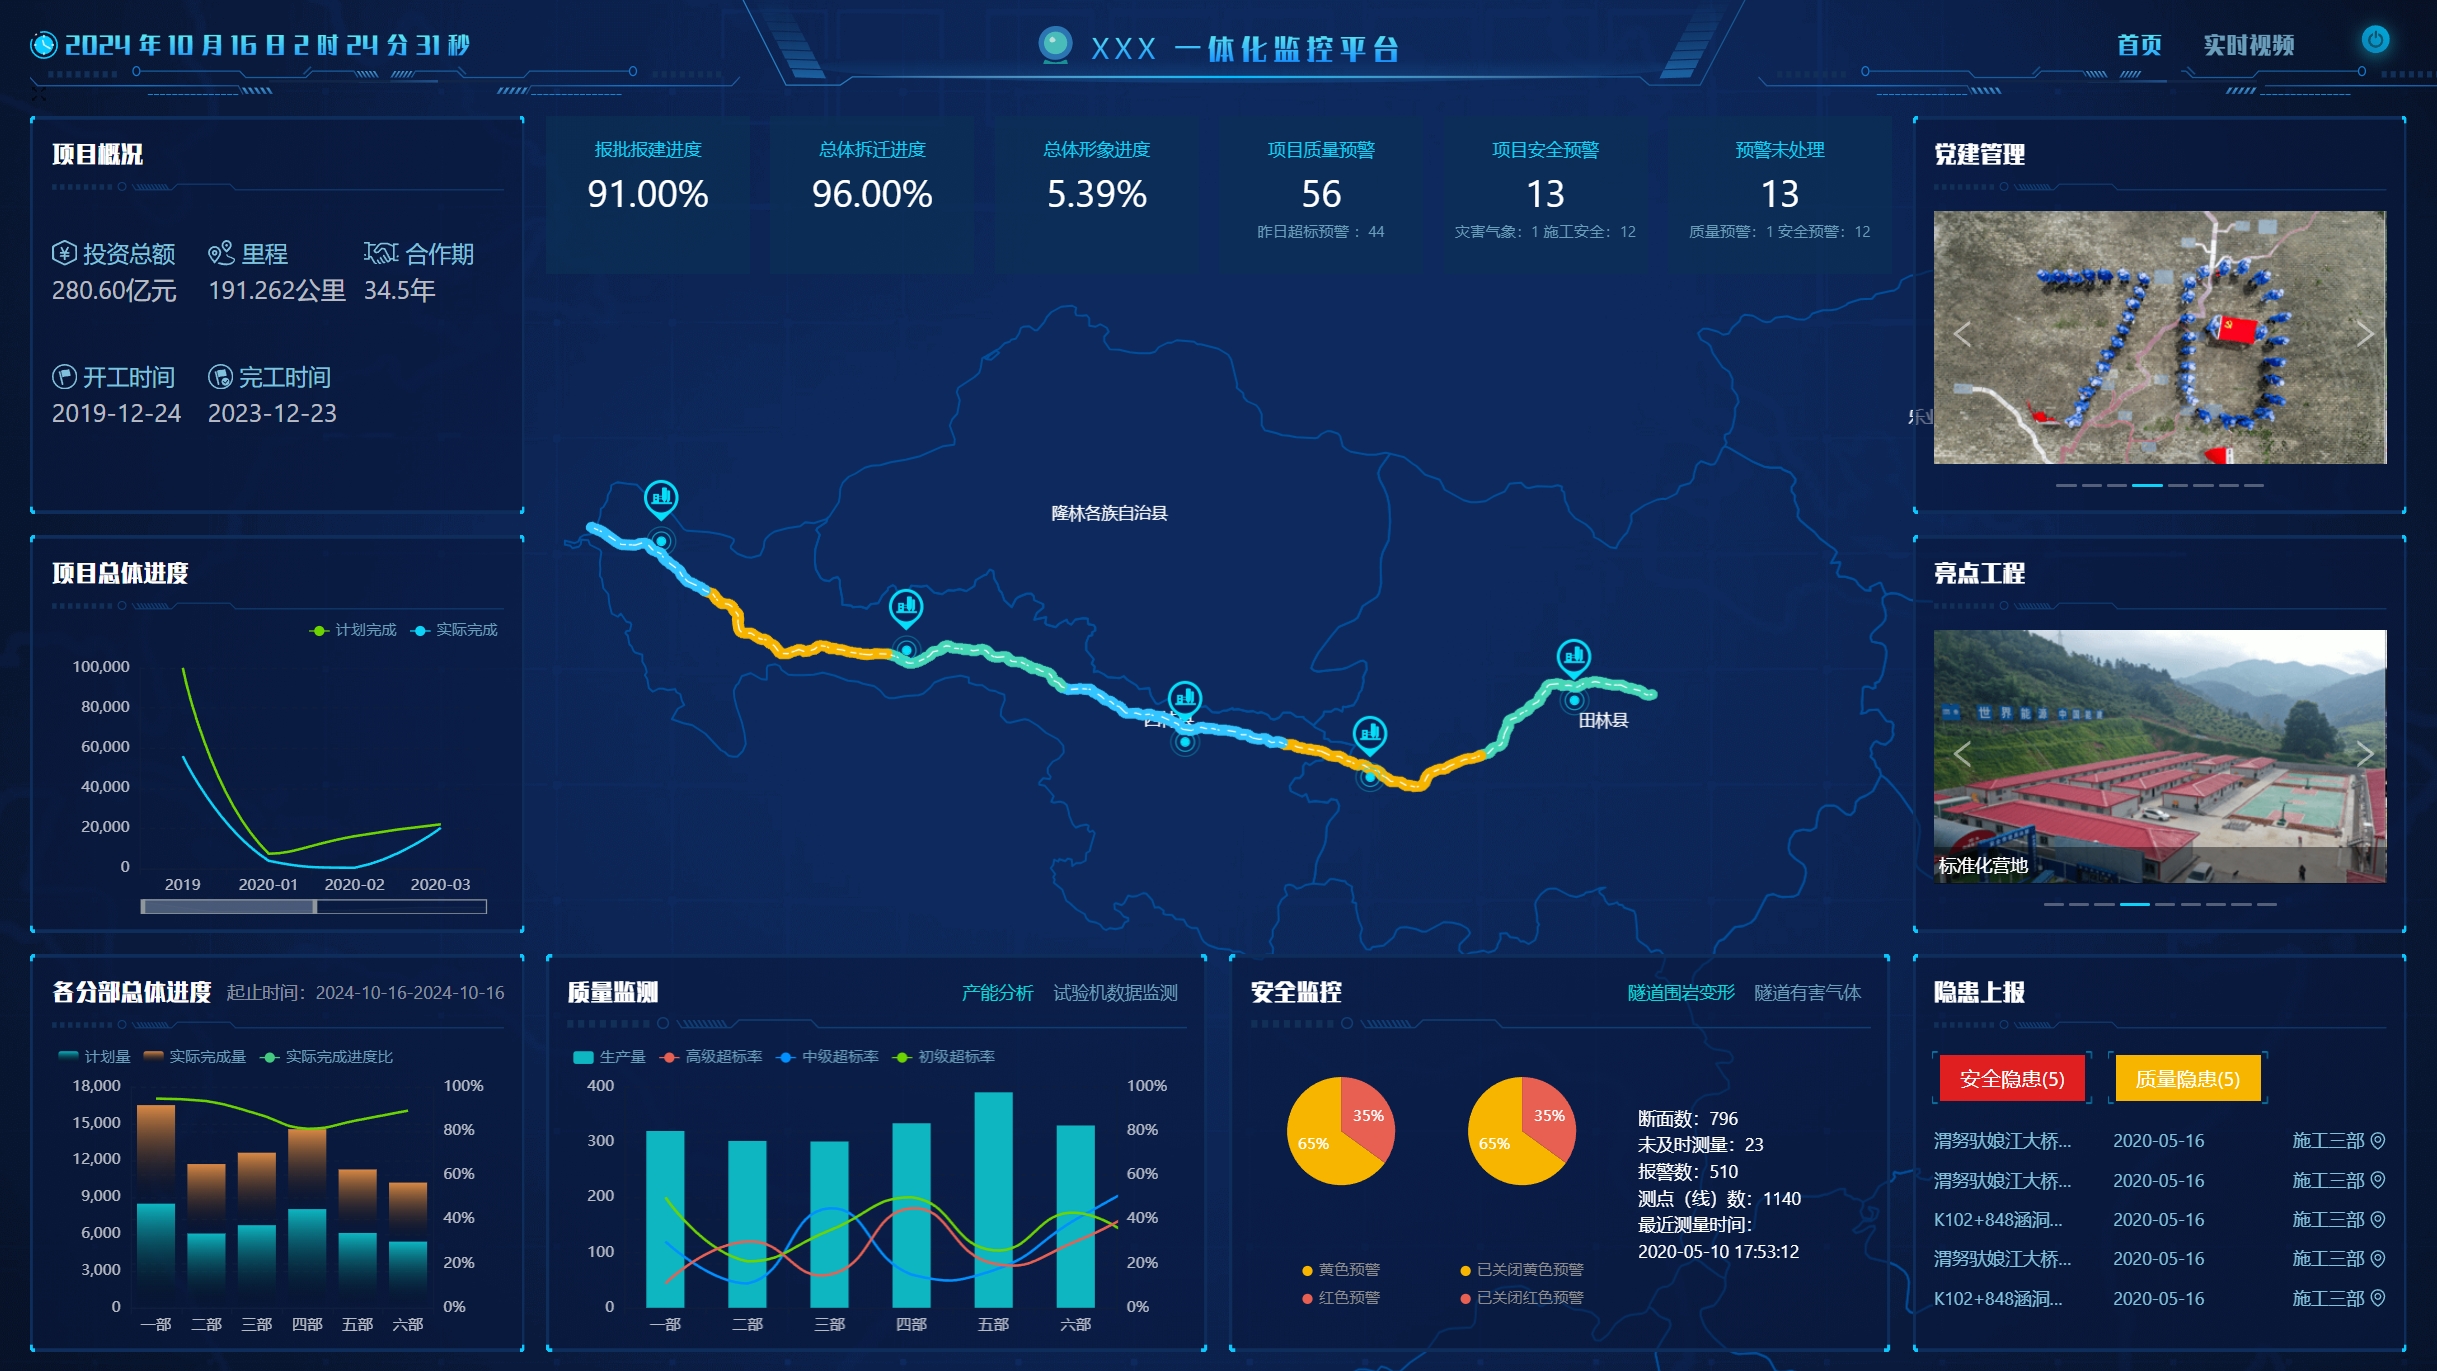 2024 年 10 月 16 日 2 时 24 分 31 秒
XXX 一体化监控平台
首页 实时视频
项目概况
投资总额 里程 合作期
280.60亿元 191.262公里 34.5年
开工时间 完工时间
2019-12-24 2023-12-23
报批报建进度
91.00%
总体拆迁进度
96.00%
总体形象进度
5.39%
项目质量预警
56
昨日超标预警： 44
项目安全预警
13
灾害气象：1 施工安全：12
预警未处理
13
质量预警：1 安全预警：12
隆林各族自治县
田林县
党建管理
项目总体进度
计划完成 实际完成
100,000
80,000
60,000
40,000
20,000
0
2019 2020-01 2020-02 2020-03
亮点工程
世界能源 中国能建
标准化营地
各分部总体进度 起止时间：2024-10-16-2024-10-16
计划量 实际完成量 实际完成进度比
18,000 100%
15,000 80%
12,000 60%
9,000 40%
6,000 20%
3,000 0%
0
一部 二部 三部 四部 五部 六部
质量监测 产能分析 试验机数据监测
生产量 高级超标率 中级超标率 初级超标率
400 100%
300 80%
200 60%
100 40%
0 20%
0%
一部 二部 三部 四部 五部 六部
安全监控 隧道围岩变形 隧道有害气体
35% 65%
35% 65%
断面数：796
未及时测量：23
报警数：510
测点（线）数：1140
最近测量时间：
2020-05-10 17:53:12
黄色预警 已关闭黄色预警
红色预警 已关闭红色预警
隐患上报
安全隐患(5) 质量隐患(5)
渭努驮娘江大桥... 2020-05-16 施工三部
渭努驮娘江大桥... 2020-05-16 施工三部
K102+848涵洞... 2020-05-16 施工三部
渭努驮娘江大桥... 2020-05-16 施工三部
K102+848涵洞... 2020-05-16 施工三部